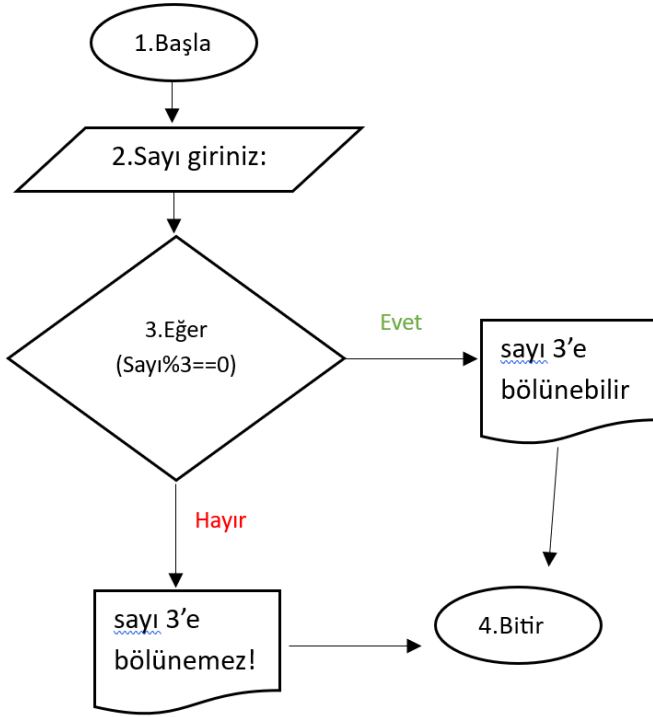 1.Başla
2.Sayı giriniz:
3.Eğer
(Sayı%3==0)
Evet
sayı 3’e
bölünebilir
Hayır
sayı 3’e
bölünemez!
4.Bitir